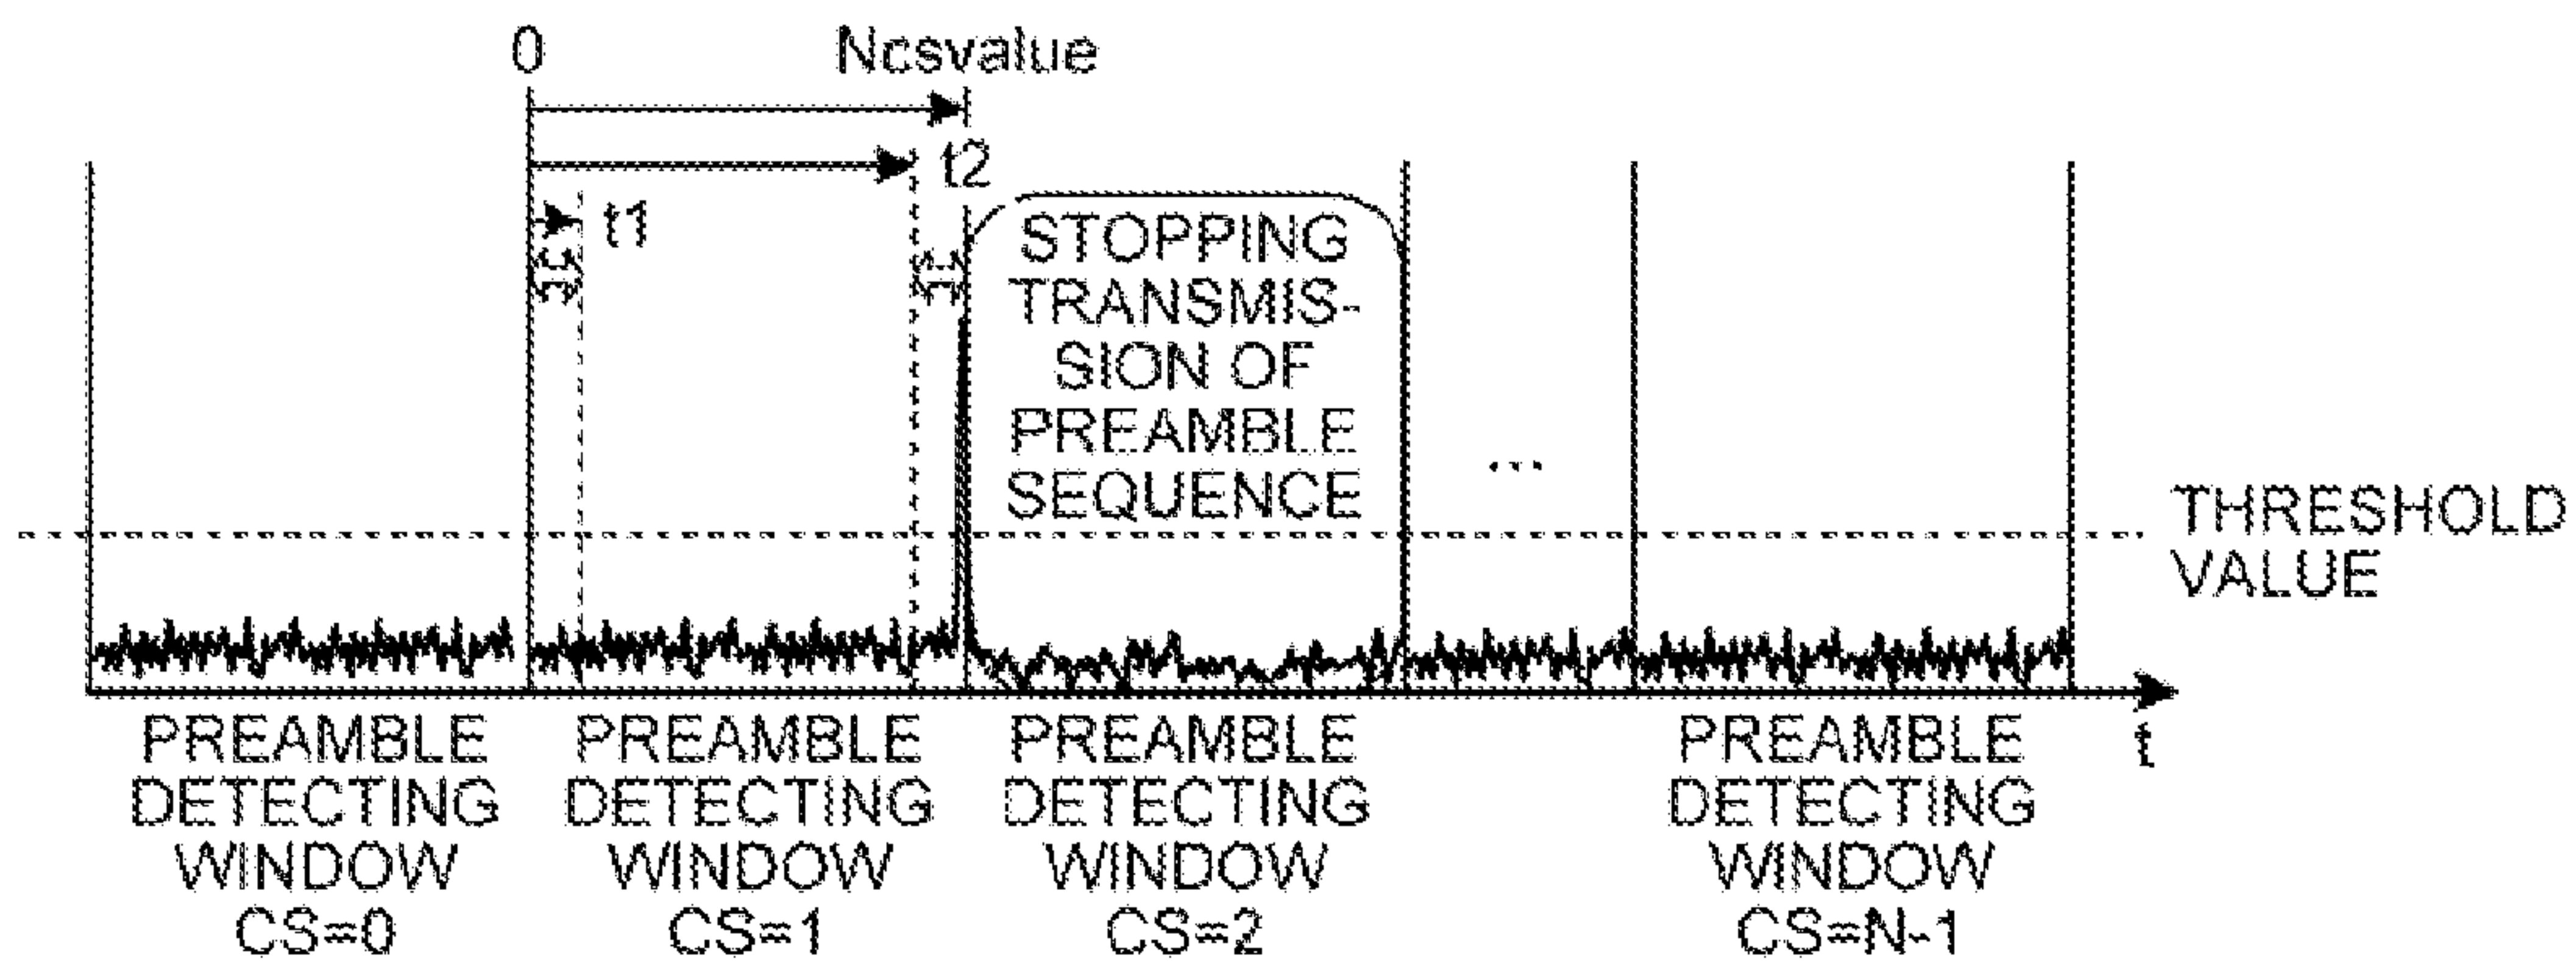 0
Ncsvalue
t2
t1
STOPPING
TRANSMIS-
SION OF
PREAMBLE
SEQUENCE
...
THRESHOLD
VALUE
PREAMBLE
DETECTING
WINDOW
CS=0
PREAMBLE
DETECTING
WINDOW
CS=1
PREAMBLE
DETECTING
WINDOW
CS=2
PREAMBLE
DETECTING
WINDOW
CS=N-1
t